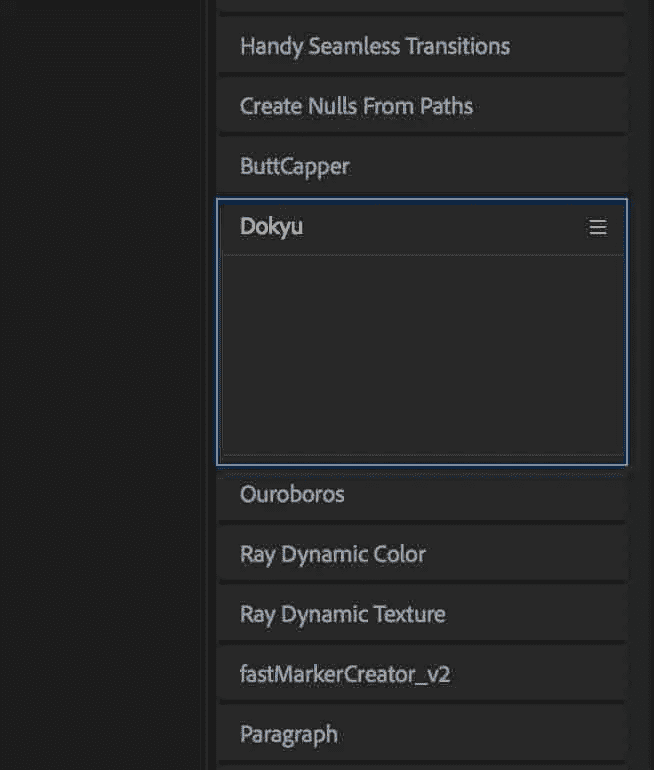 Handy Seamless Transitions
Create Nulls From Paths
ButtCapper
Dokyu
Ouroboros
Ray Dynamic Color
Ray Dynamic Texture
fastMarkerCreator_v2
Paragraph